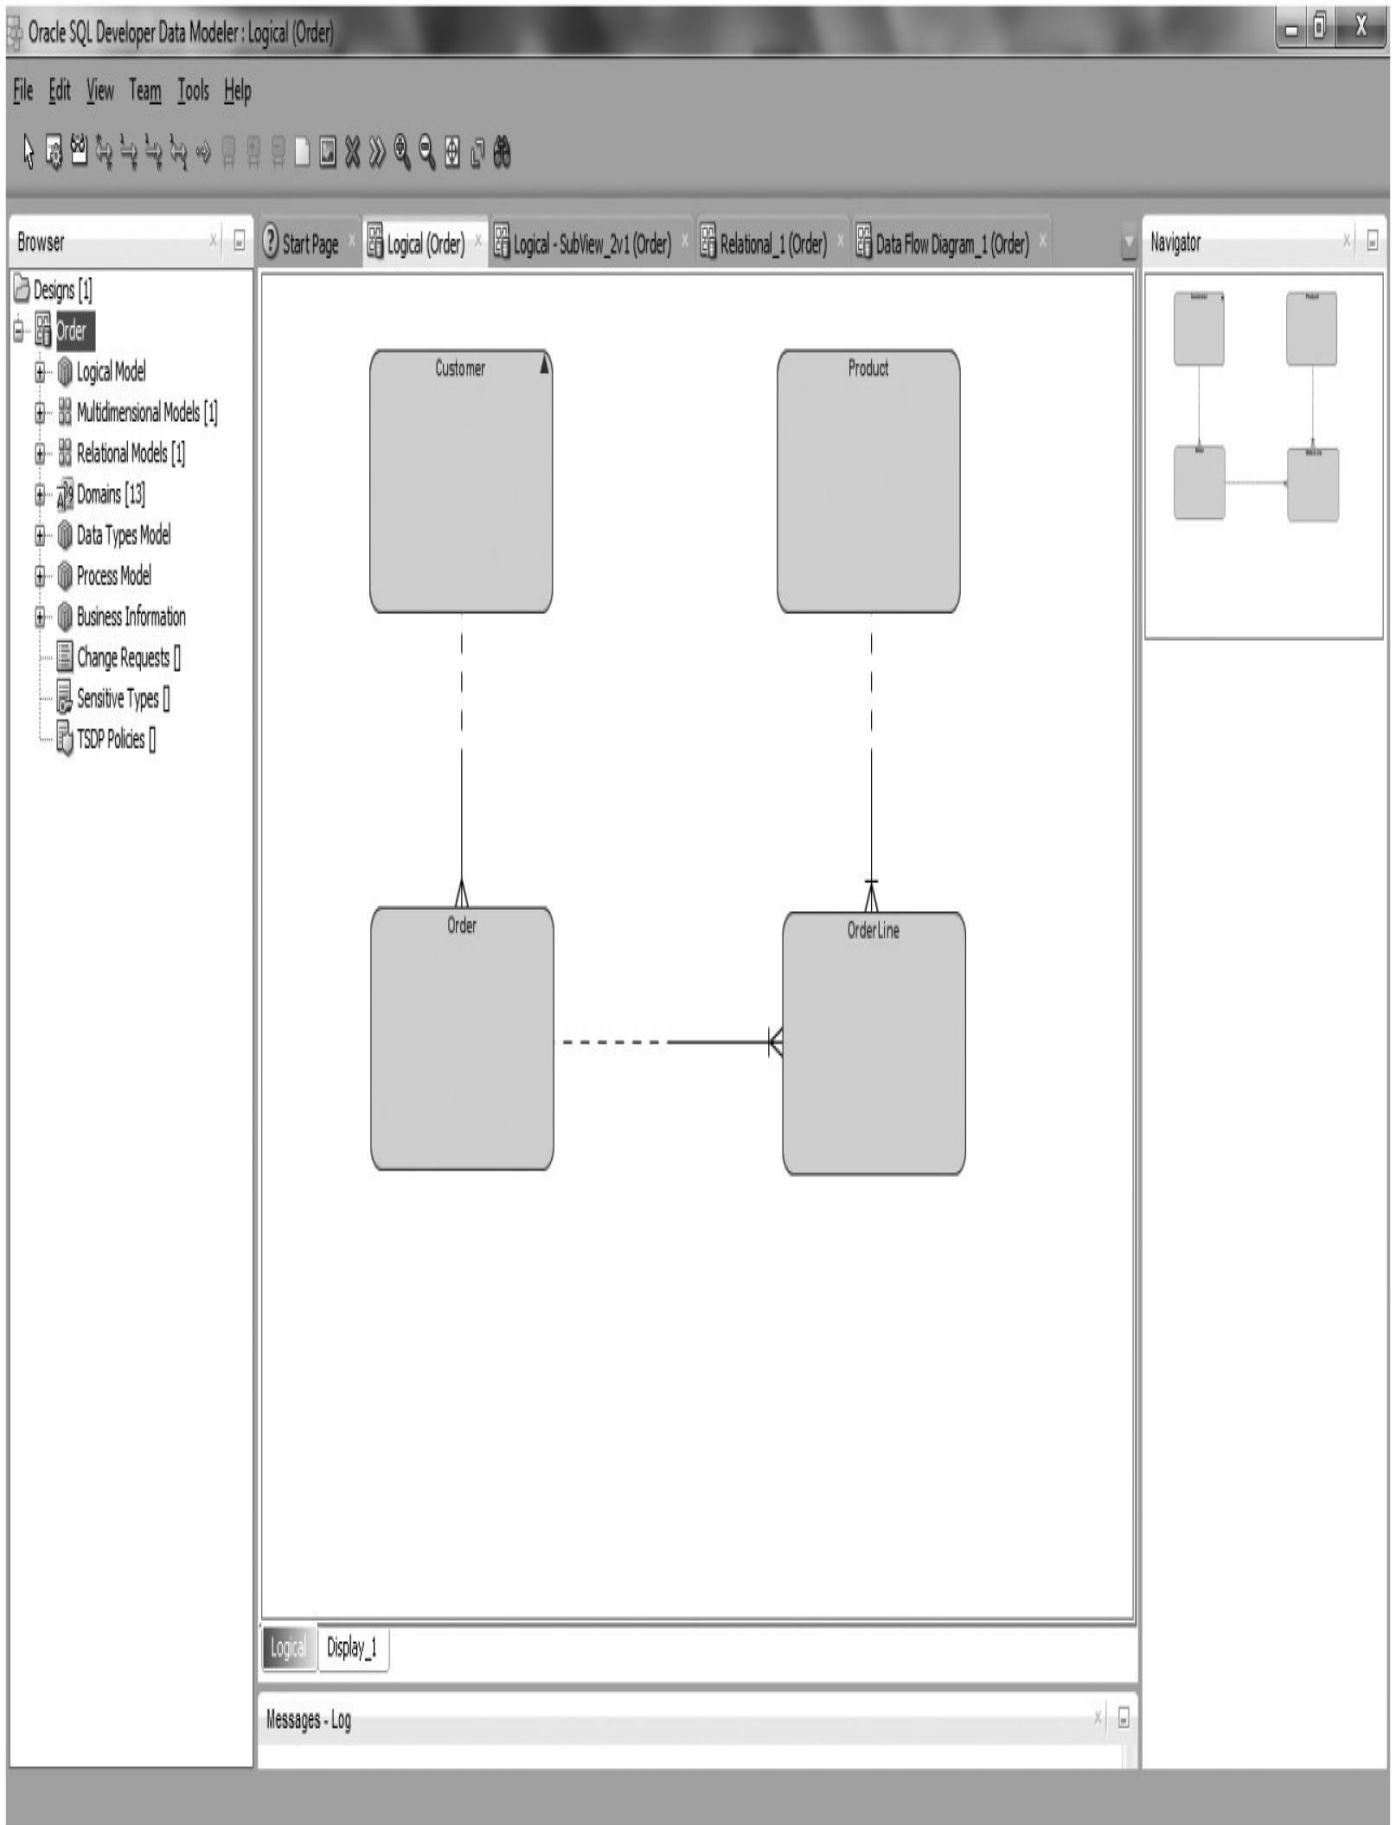 Oracle SQL Developer Data Modeler : Logical (Order)
File Edit View Team Tools Help
Browser
Designs [1]
Order
Logical Model
Multidimensional Models [1]
Relational Models [1]
Domains [13]
Data Types Model
Process Model
Business Information
Change Requests []
Sensitive Types []
TSDP Policies []
Start Page
Logical (Order)
Logical - SubView_2v1 (Order)
Relational_1 (Order)
Data Flow Diagram_1 (Order)
Customer
Product
Order
OrderLine
Logical
Display_1
Messages - Log
Navigator